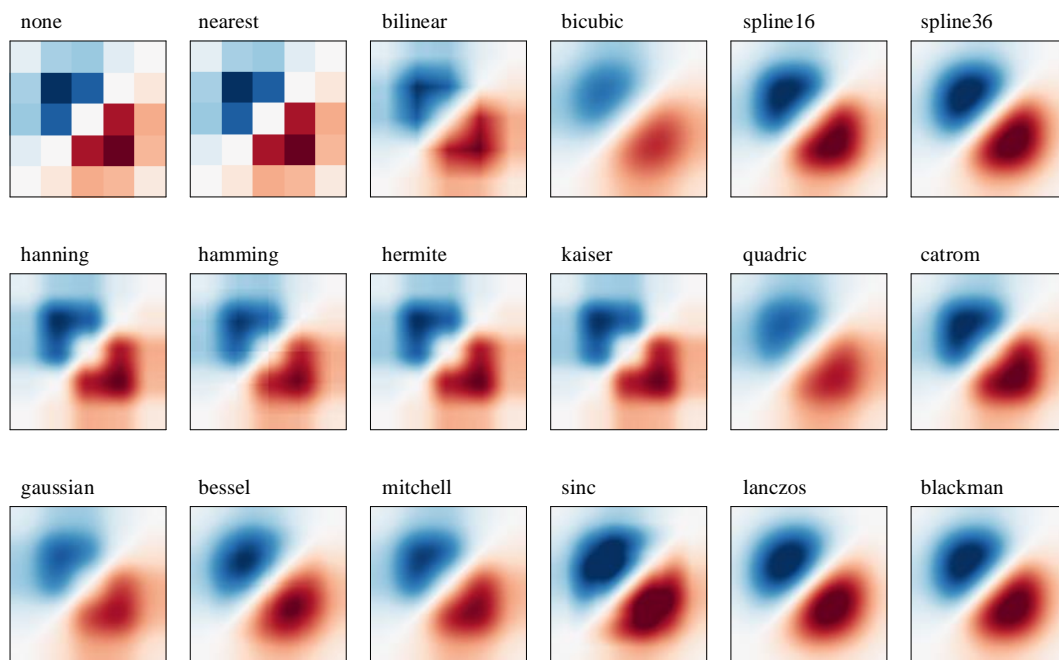 none nearest bilinear bicubic spline16 spline36
hanning hamming hermite kaiser quadric catrom
gaussian bessel mitchell sinc lanczos blackman